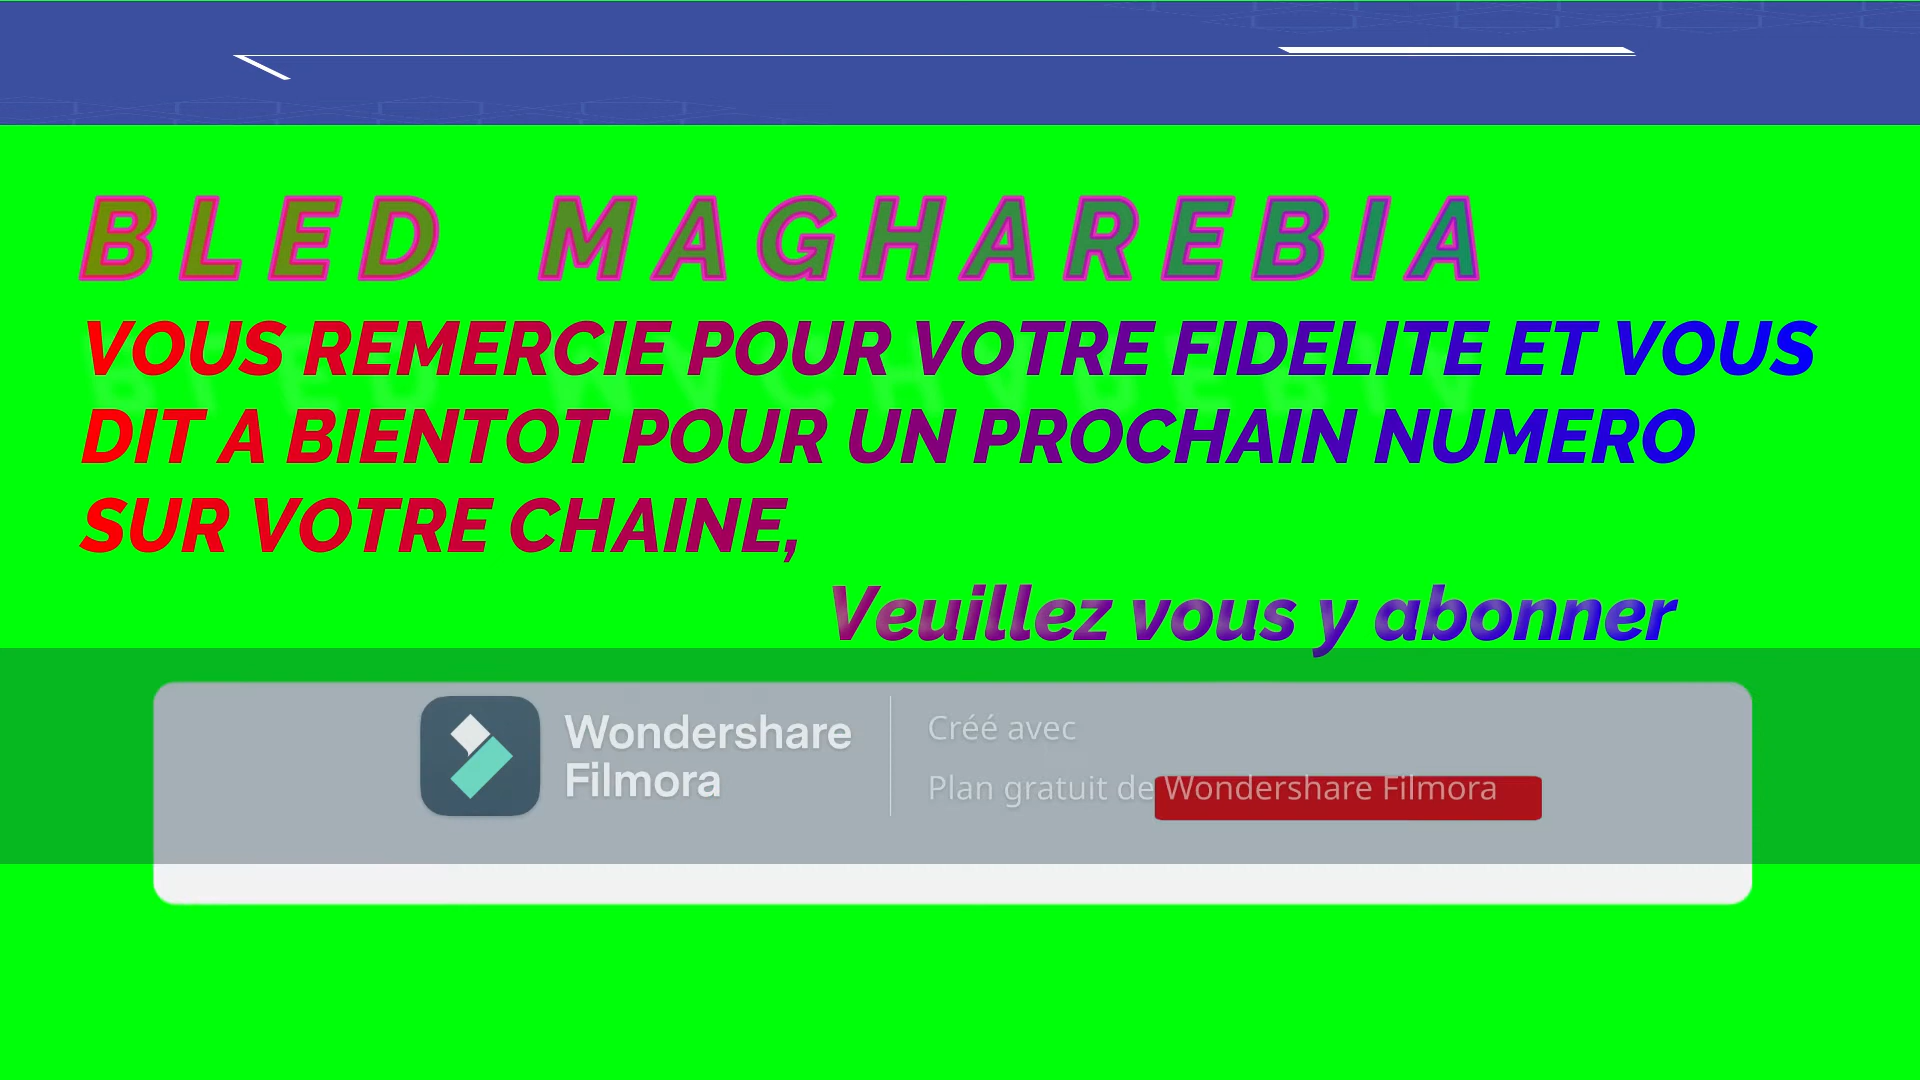 BLED MAGHAREBIA
VOUS REMERCIE POUR VOTRE FIDELITE ET VOUS
DIT A BIENTOT POUR UN PROCHAIN NUMERO
SUR VOTRE CHAINE,
Veuillez vous y abonner
Wondershare
Filmora
Créé avec
Plan gratuit de Wondershare Filmora